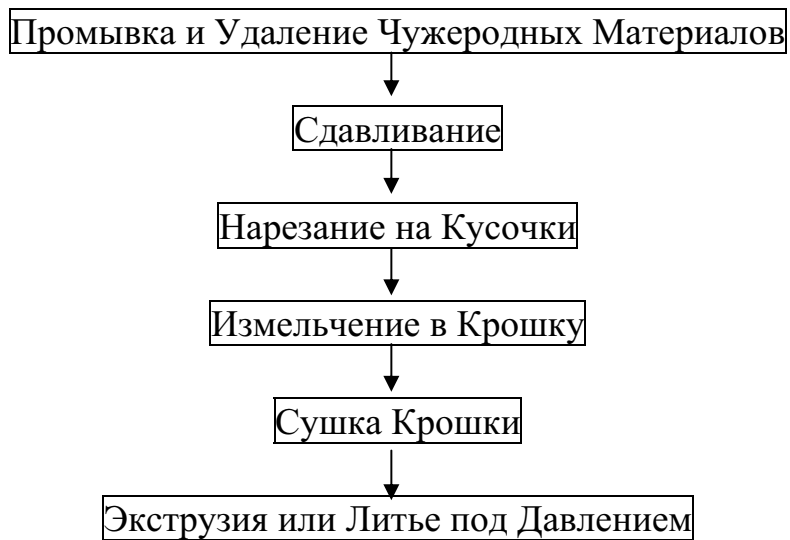 Промывка и Удаление Чужеродных Материалов
Сдавливание
Нарезание на Кусочки
Измельчение в Крошку
Сушка Крошки
Экструзия или Литье под Давлением